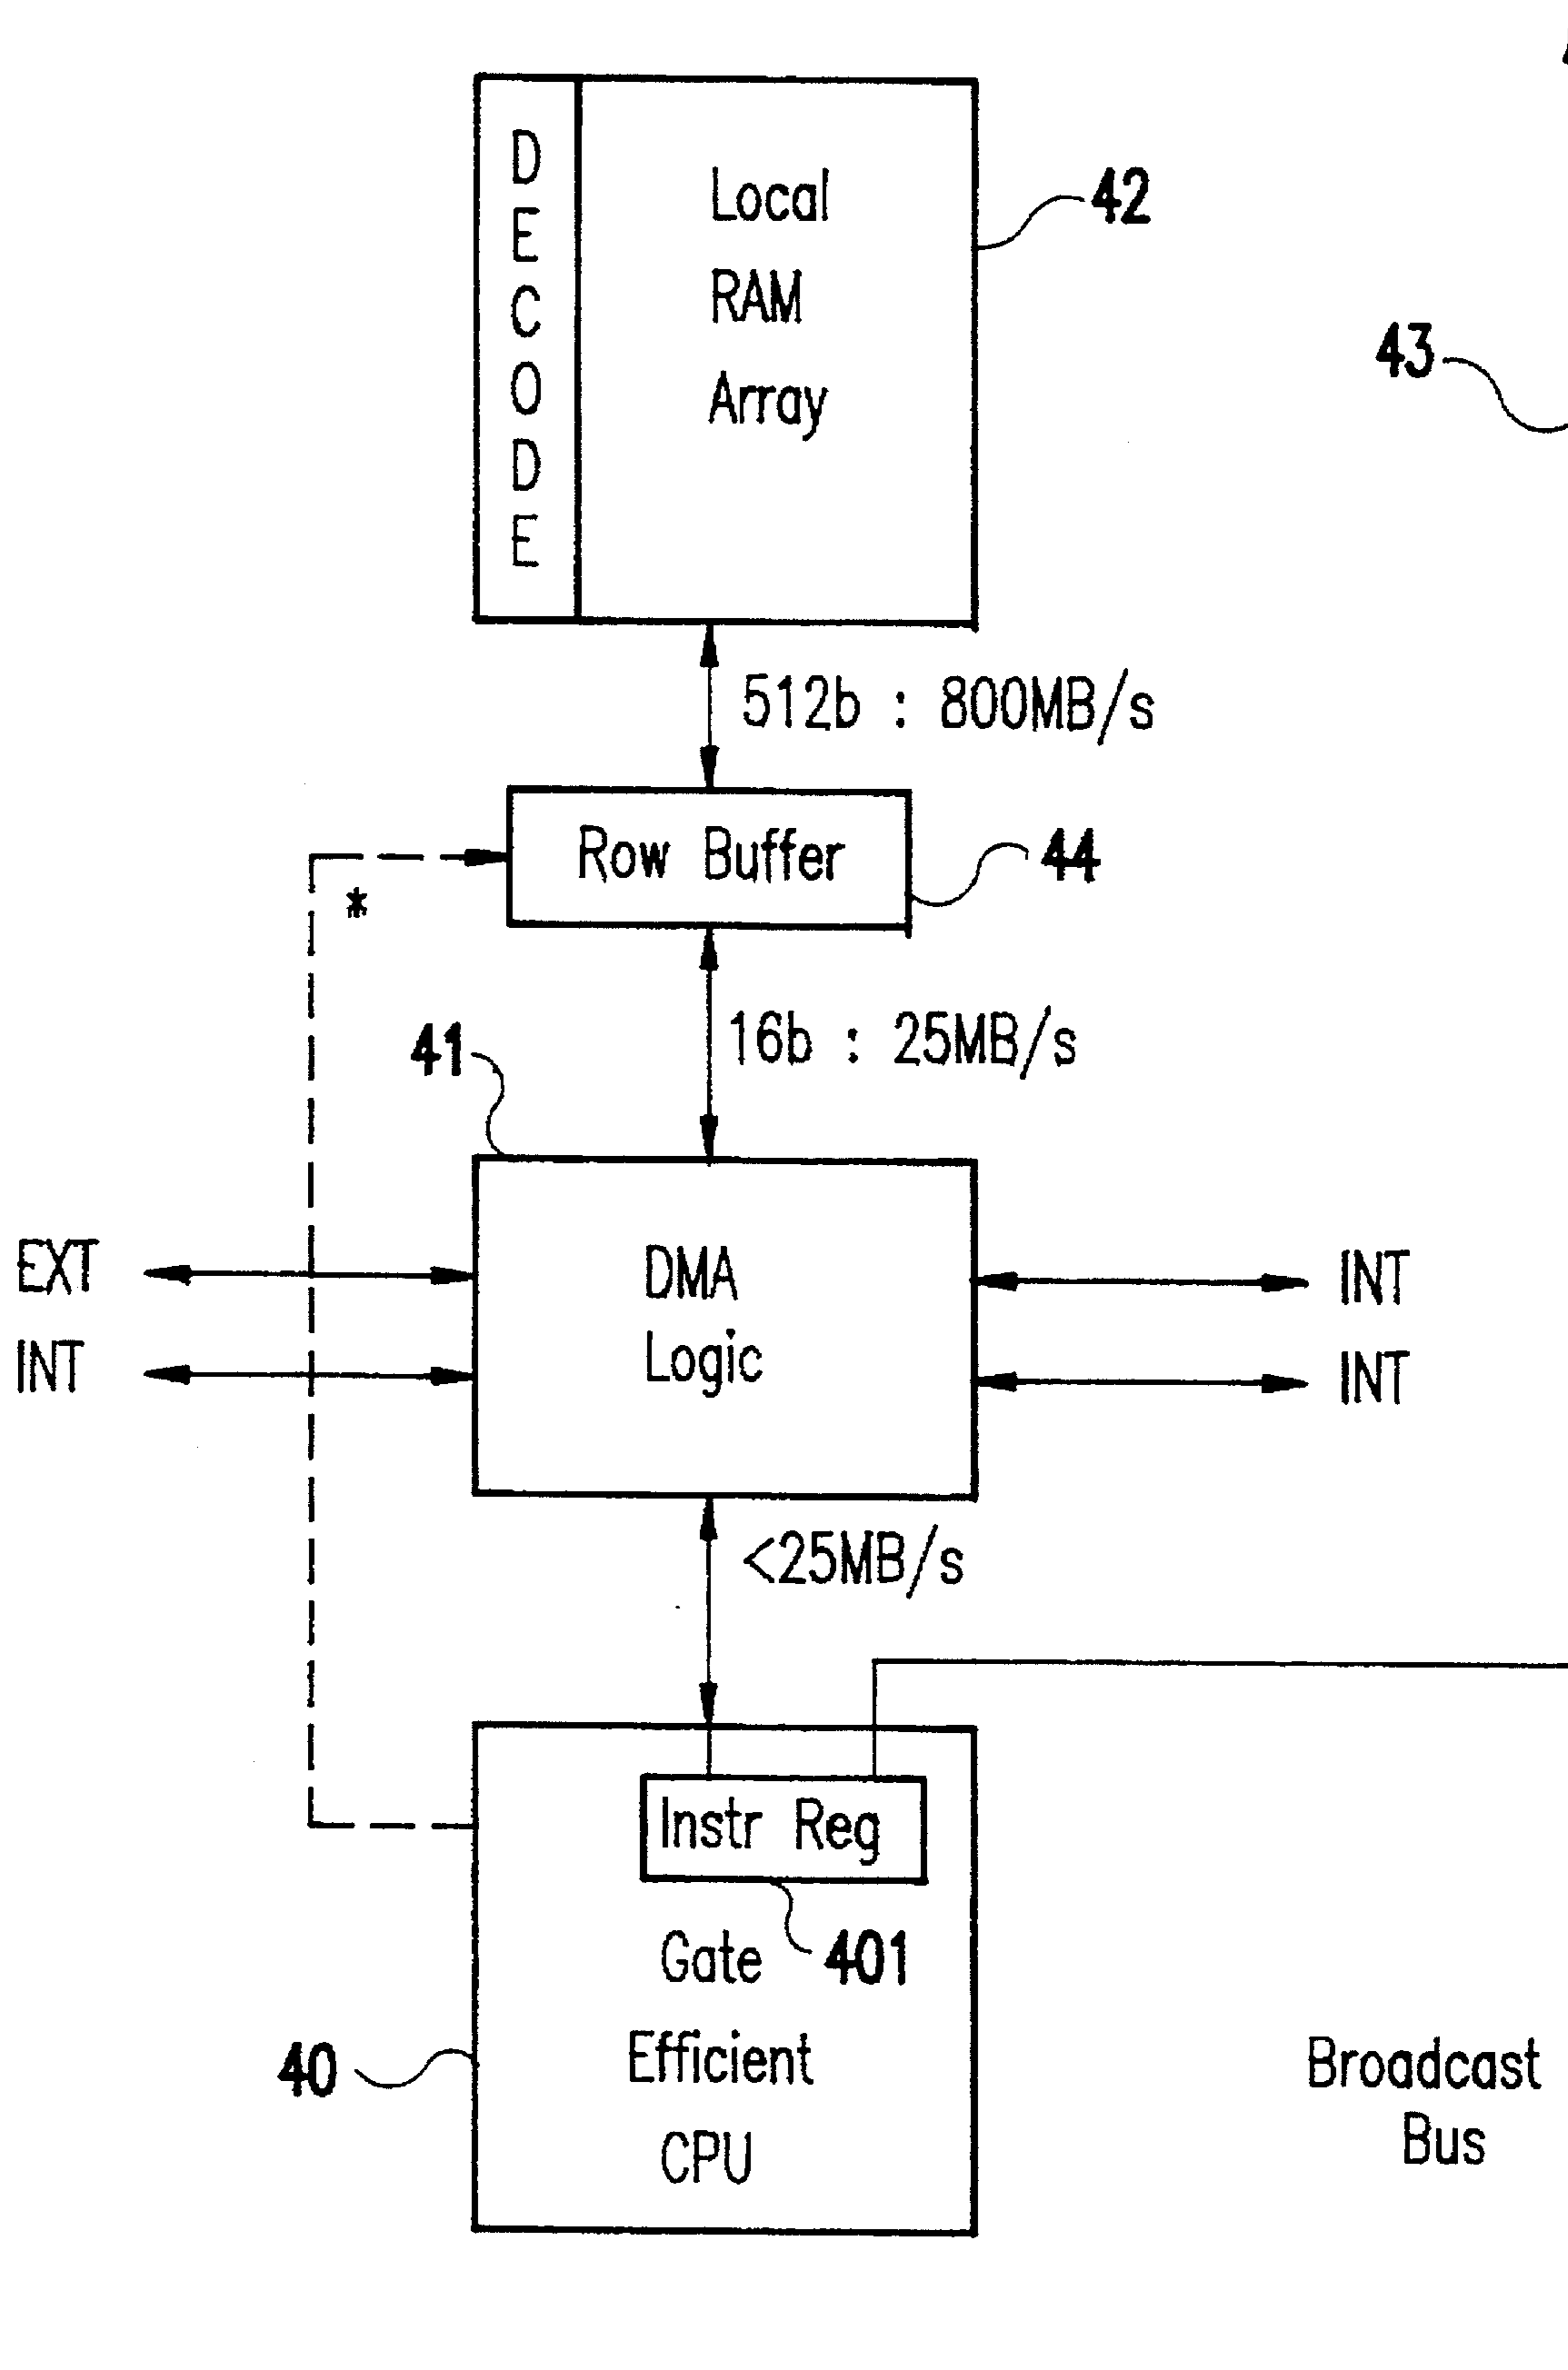 DECODE
Local
RAM
Array
42
43
512b : 800MB/s
Row Buffer
44
*
16b : 25MB/s
41
EXT
INT
DMA
Logic
INT
INT
<25MB/s
Instr Reg
401
Gate
Efficient
CPU
40
Broadcast
Bus